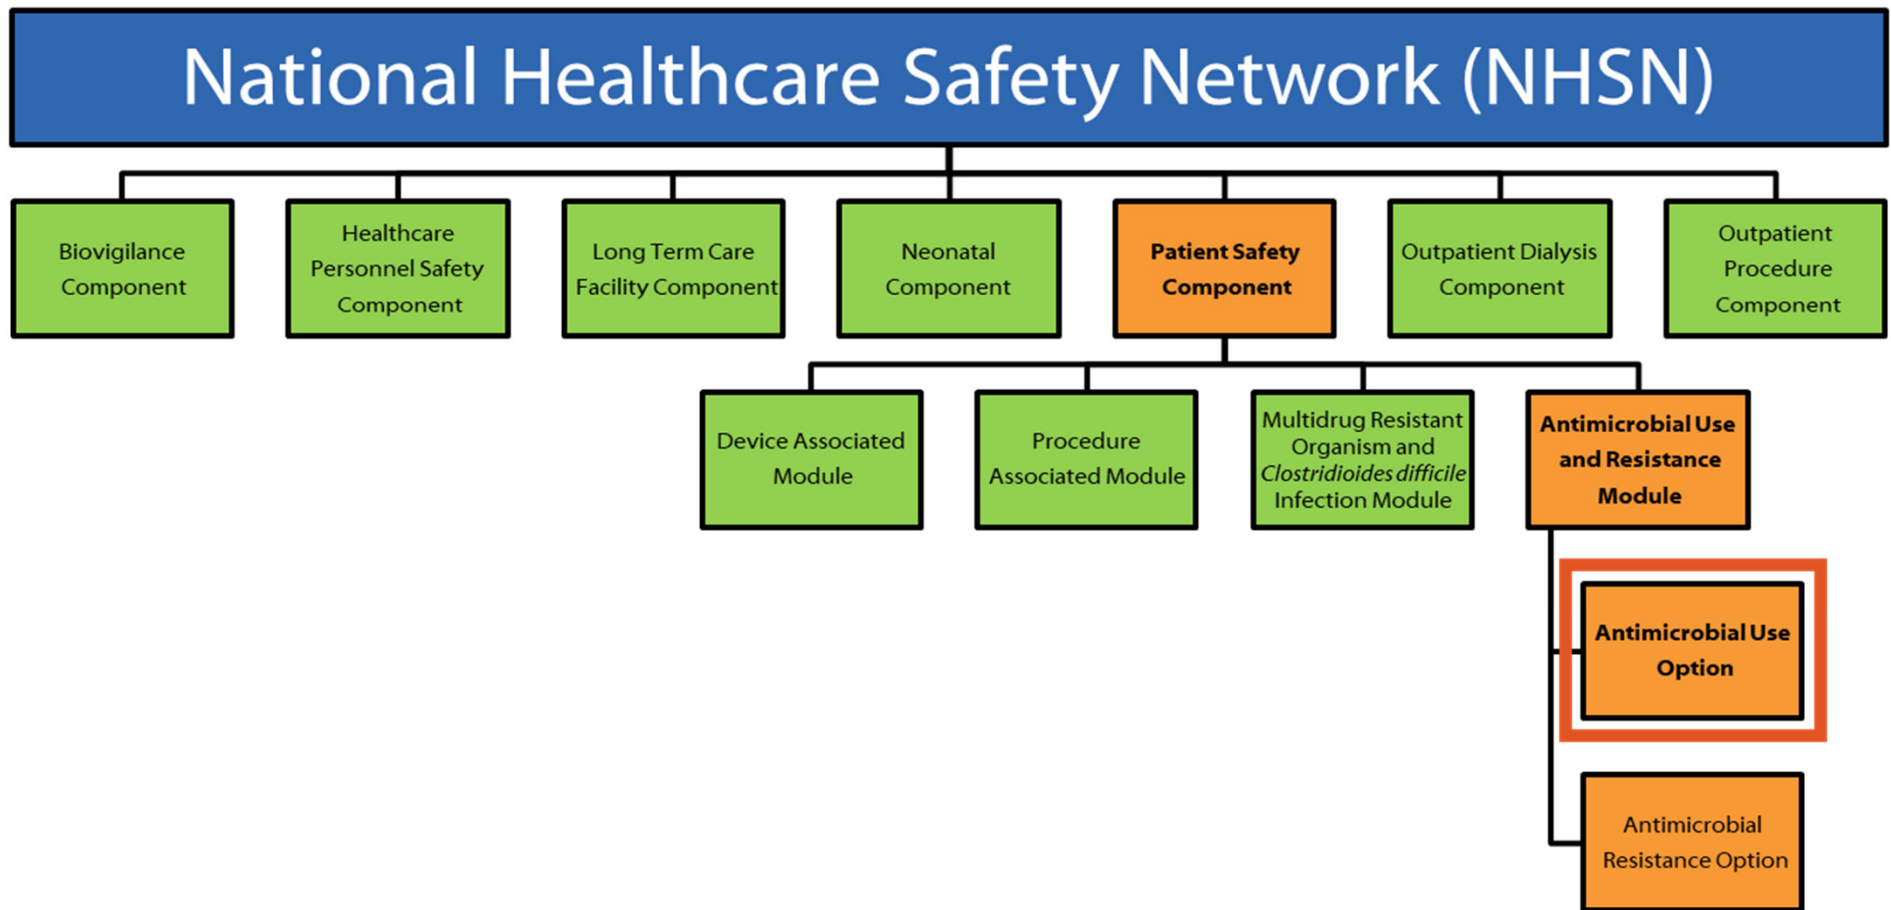 National Healthcare Safety Network (NHSN)
Biovigilance
Component
Healthcare
Personnel Safety
Component
Long Term Care
Facility Component
Neonatal
Component
Patient Safety
Component
Outpatient Dialysis
Component
Outpatient
Procedure
Component
Device Associated
Module
Procedure
Associated Module
Multidrug Resistant
Organism and
Clostridioides difficile
Infection Module
Antimicrobial Use
and Resistance
Module
Antimicrobial Use
Option
Antimicrobial
Resistance Option